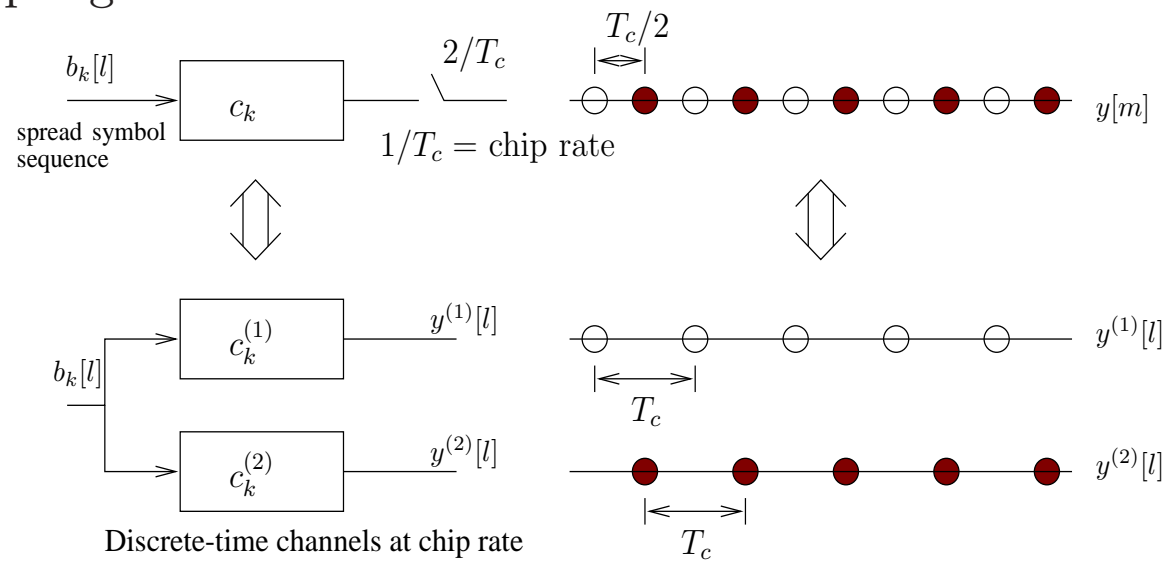 b_k[l]
2/T_c
T_c/2
c_k
y[m]
spread symbol
sequence
1/T_c = chip rate
c_k^{(1)}
y^{(1)}[l]
y^{(1)}[l]
b_k[l]
T_c
c_k^{(2)}
y^{(2)}[l]
y^{(2)}[l]
Discrete-time channels at chip rate
T_c